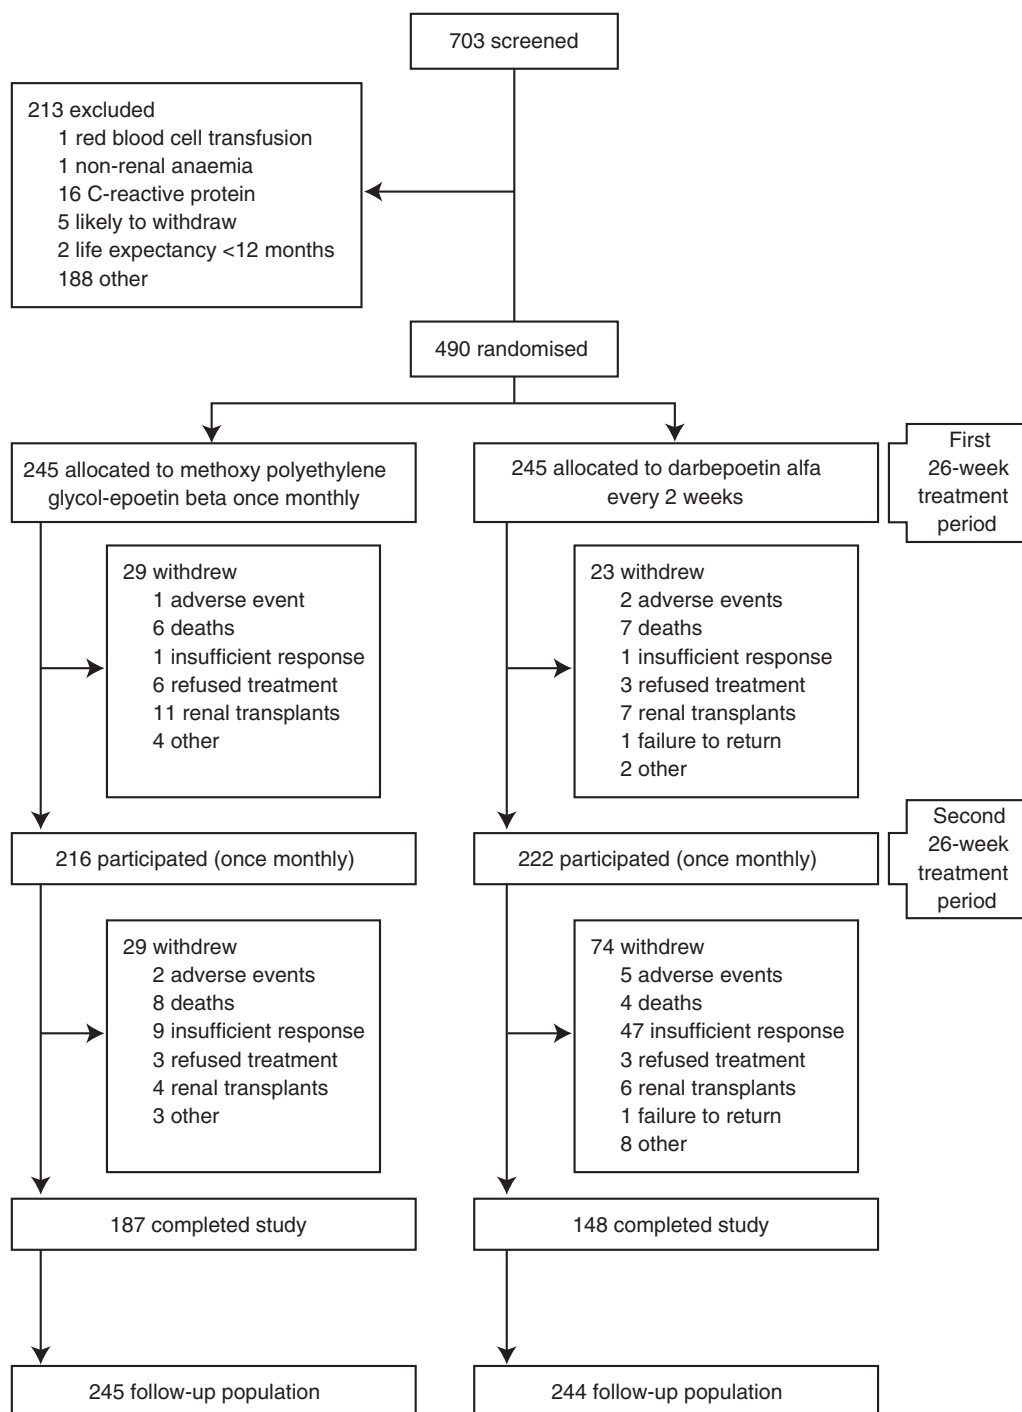 703 screened
213 excluded
1 red blood cell transfusion
1 non-renal anaemia
16 C-reactive protein
5 likely to withdraw
2 life expectancy <12 months
188 other
490 randomised
245 allocated to methoxy polyethylene
glycol-epoetin beta once monthly
245 allocated to darbepoetin alfa
every 2 weeks
First
26-week
treatment
period
29 withdrew
1 adverse event
6 deaths
1 insufficient response
6 refused treatment
11 renal transplants
4 other
23 withdrew
2 adverse events
7 deaths
1 insufficient response
3 refused treatment
7 renal transplants
1 failure to return
2 other
216 participated (once monthly)
222 participated (once monthly)
Second
26-week
treatment
period
29 withdrew
2 adverse events
8 deaths
9 insufficient response
3 refused treatment
4 renal transplants
3 other
74 withdrew
5 adverse events
4 deaths
47 insufficient response
3 refused treatment
6 renal transplants
1 failure to return
8 other
187 completed study
148 completed study
245 follow-up population
244 follow-up population